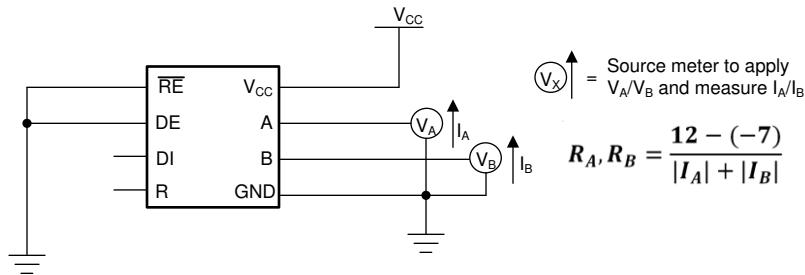 V_CC
R̅E̅ V_CC
DE A
DI B
R GND
V_A I_A
V_B I_B
V_X = Source meter to apply
V_A/V_B and measure I_A/I_B
R_A, R_B = 12 − (−7) / |I_A| + |I_B|